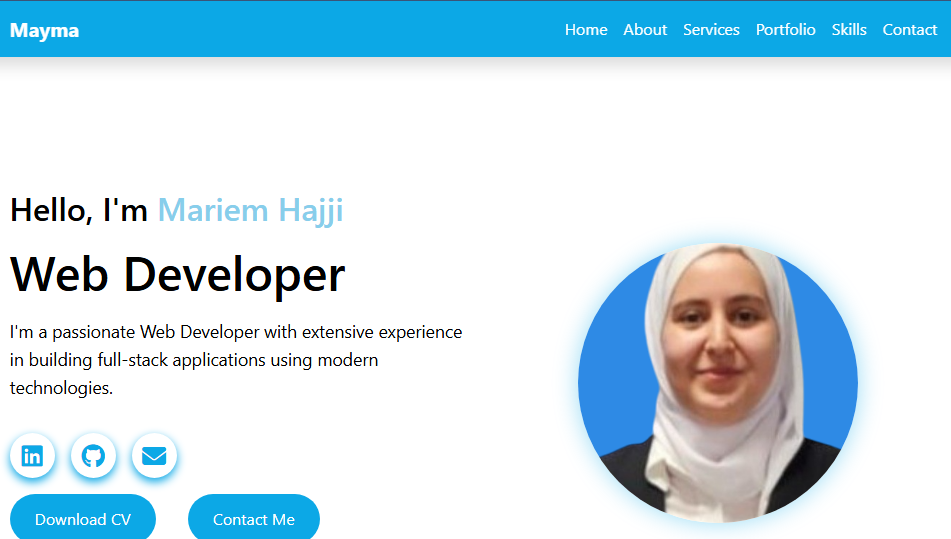 Mayma
Home About Services Portfolio Skills Contact
Hello, I'm Mariem Hajji
Web Developer
I'm a passionate Web Developer with extensive experience
in building full-stack applications using modern
technologies.
in
Download CV
Contact Me